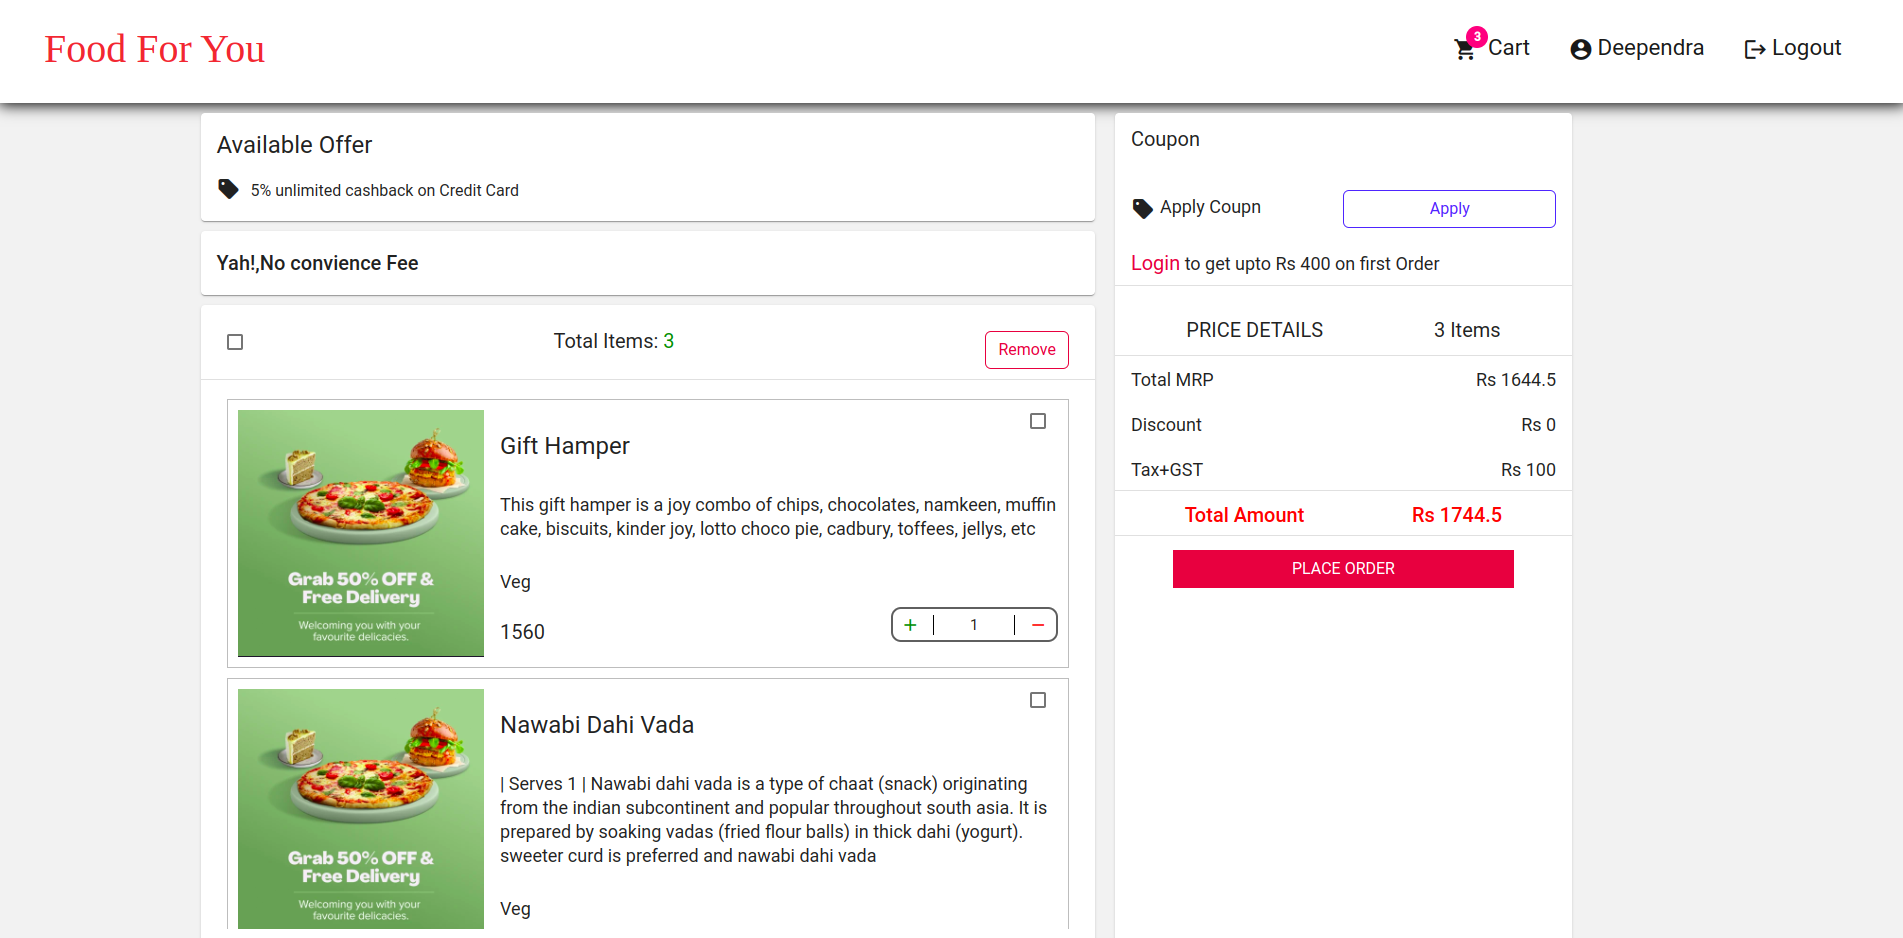 Food For You
3
Cart
Deependra
Logout
Available Offer
5% unlimited cashback on Credit Card
Yah!,No convience Fee
Total Items: 3
Remove
Gift Hamper
This gift hamper is a joy combo of chips, chocolates, namkeen, muffin
cake, biscuits, kinder joy, lotto choco pie, cadbury, toffees, jellys, etc
Veg
1560
+ 1 −
Grab 50% OFF &
Free Delivery
Welcoming you with your
favourite delicacies.
Nawabi Dahi Vada
| Serves 1 | Nawabi dahi vada is a type of chaat (snack) originating
from the indian subcontinent and popular throughout south asia. It is
prepared by soaking vadas (fried flour balls) in thick dahi (yogurt).
sweeter curd is preferred and nawabi dahi vada
Veg
Grab 50% OFF &
Free Delivery
Welcoming you with your
favourite delicacies.
Coupon
Apply Coupn
Apply
Login to get upto Rs 400 on first Order
PRICE DETAILS 3 Items
Total MRP Rs 1644.5
Discount Rs 0
Tax+GST Rs 100
Total Amount Rs 1744.5
PLACE ORDER